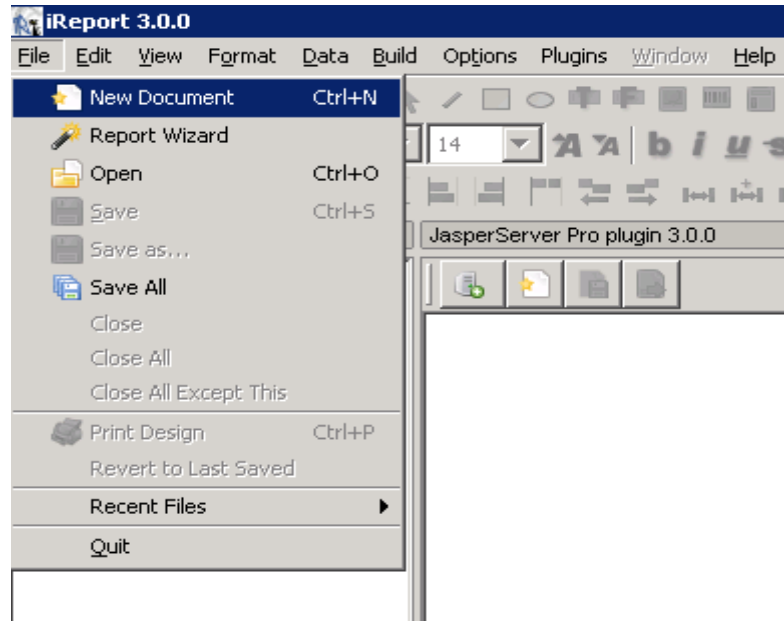 iReport 3.0.0
File Edit View Format Data Build Options Plugins Window Help
New Document Ctrl+N
Report Wizard
14
b i u s
Open Ctrl+O
Save Ctrl+S
Save as...
JasperServer Pro plugin 3.0.0
Save All
Close
Close All
Close All Except This
Print Design Ctrl+P
Revert to Last Saved
Recent Files
Quit